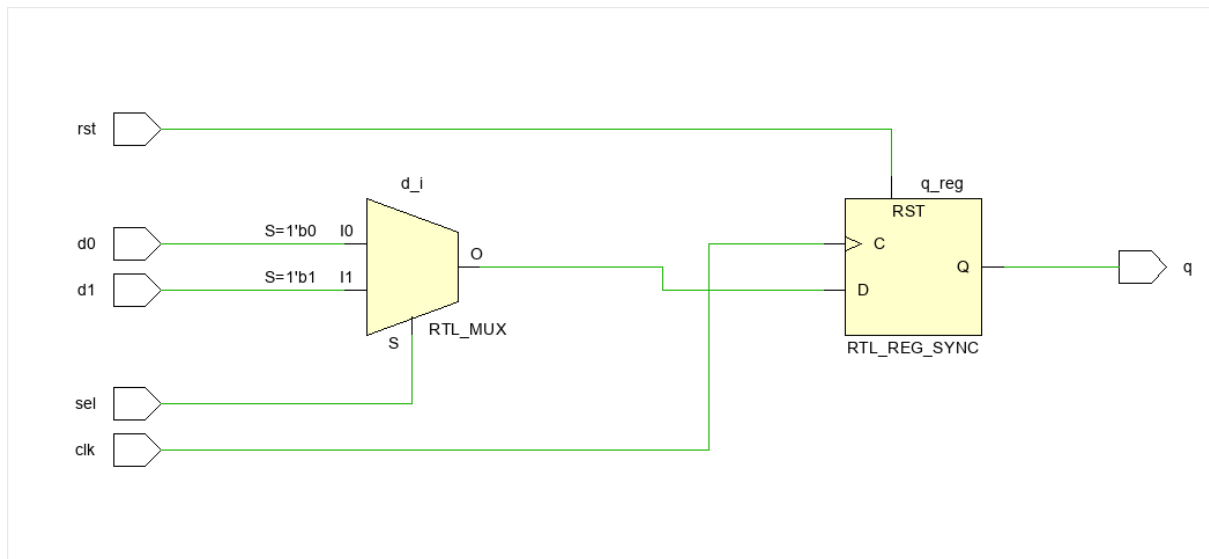 rst
d_i
q_reg
RST
d0
S=1'b0 I0
O
C
Q
q
d1
S=1'b1 I1
D
S
RTL_MUX
RTL_REG_SYNC
sel
clk